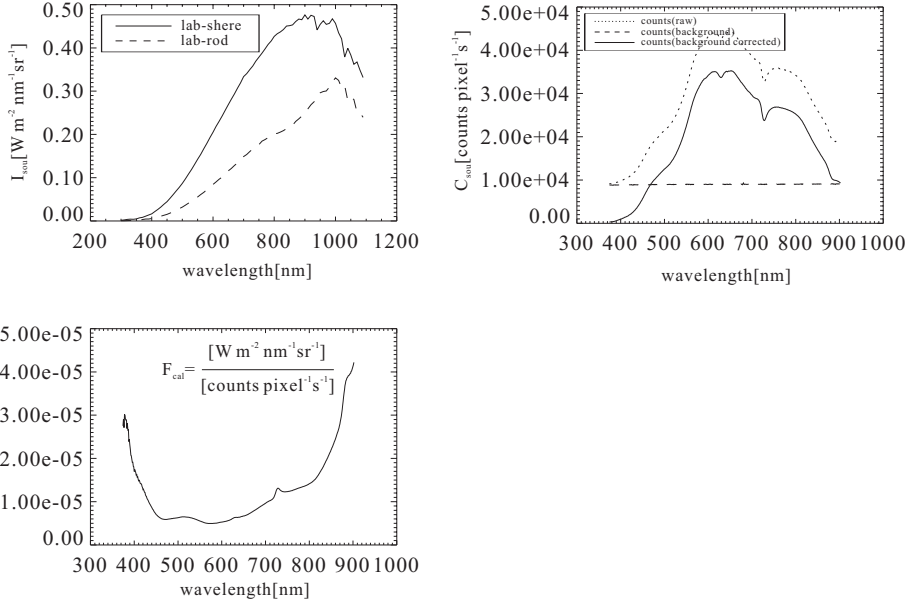 0.50
0.40
0.30
0.20
0.10
0.00
I_sou[W m^-2 nm^-1 sr^-1]
lab-shere
lab-rod
200 400 600 800 1000 1200
wavelength[nm]
5.00e+04
4.00e+04
3.00e+04
2.00e+04
1.00e+04
0.00
C_sou[counts pixel^-1 s^-1]
counts(raw)
counts(background)
counts(background corrected)
300 400 500 600 700 800 900 1000
wavelength[nm]
5.00e-05
4.00e-05
3.00e-05
2.00e-05
1.00e-05
0.00
F_cal=
[W m^-2 nm^-1 sr^-1]
[counts pixel^-1 s^-1]
300 400 500 600 700 800 900 1000
wavelength[nm]